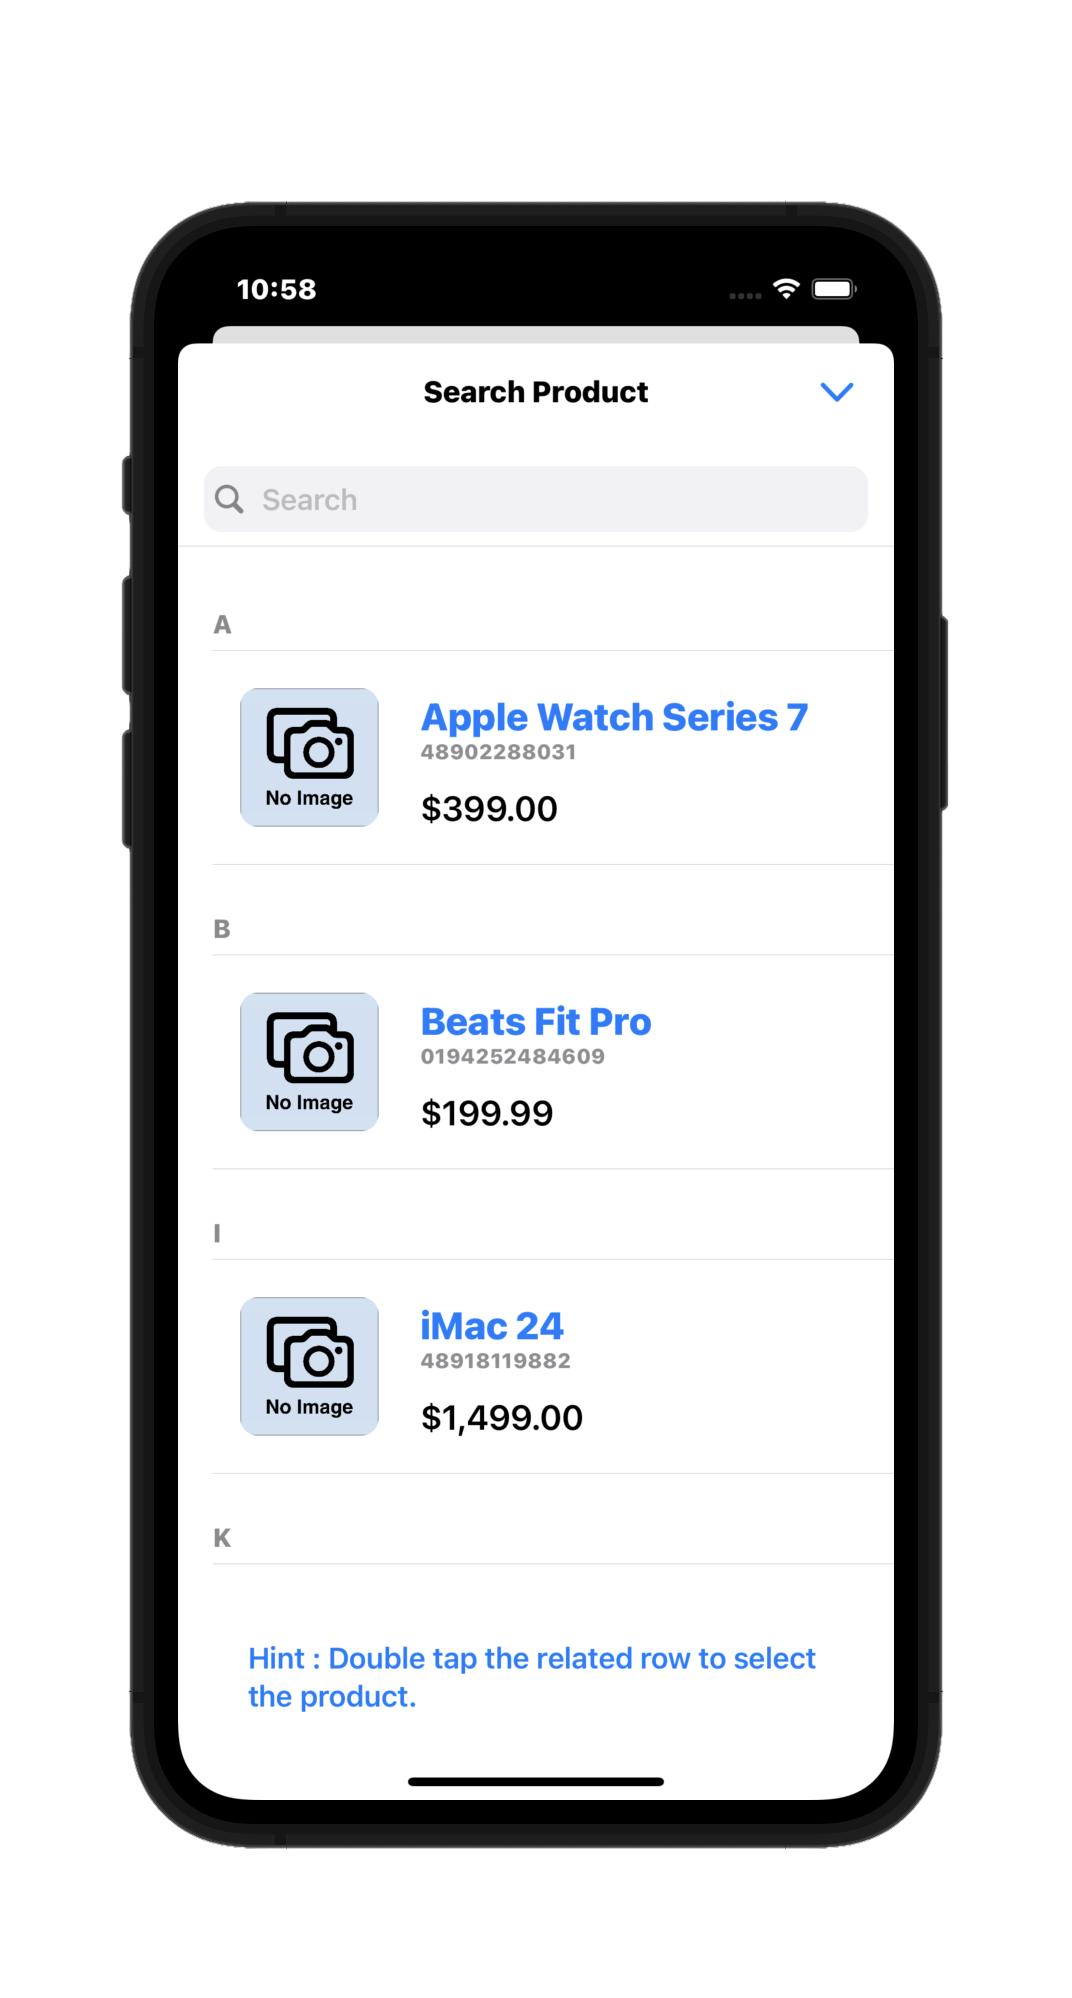 10:58
Search Product
Search
A
No Image
Apple Watch Series 7
48902288031
$399.00
B
No Image
Beats Fit Pro
0194252484609
$199.99
I
No Image
iMac 24
48918119882
$1,499.00
K
Hint : Double tap the related row to select
the product.